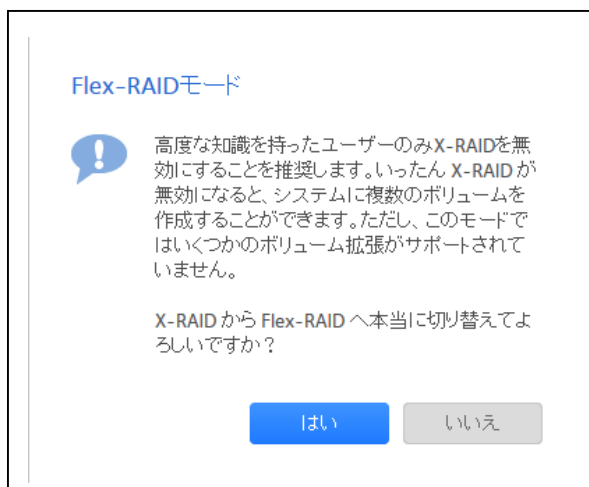 Flex-RAIDモード
高度な知識を持ったユーザーのみX-RAIDを無
効にすることを推奨します。いったん X-RAID が
無効になると、システムに複数のボリュームを
作成することができます。ただし、このモードで
はいくつかのボリューム拡張がサポートされて
いません。
X-RAID から Flex-RAID へ本当に切り替えてよ
ろしいですか？
はい
いいえ